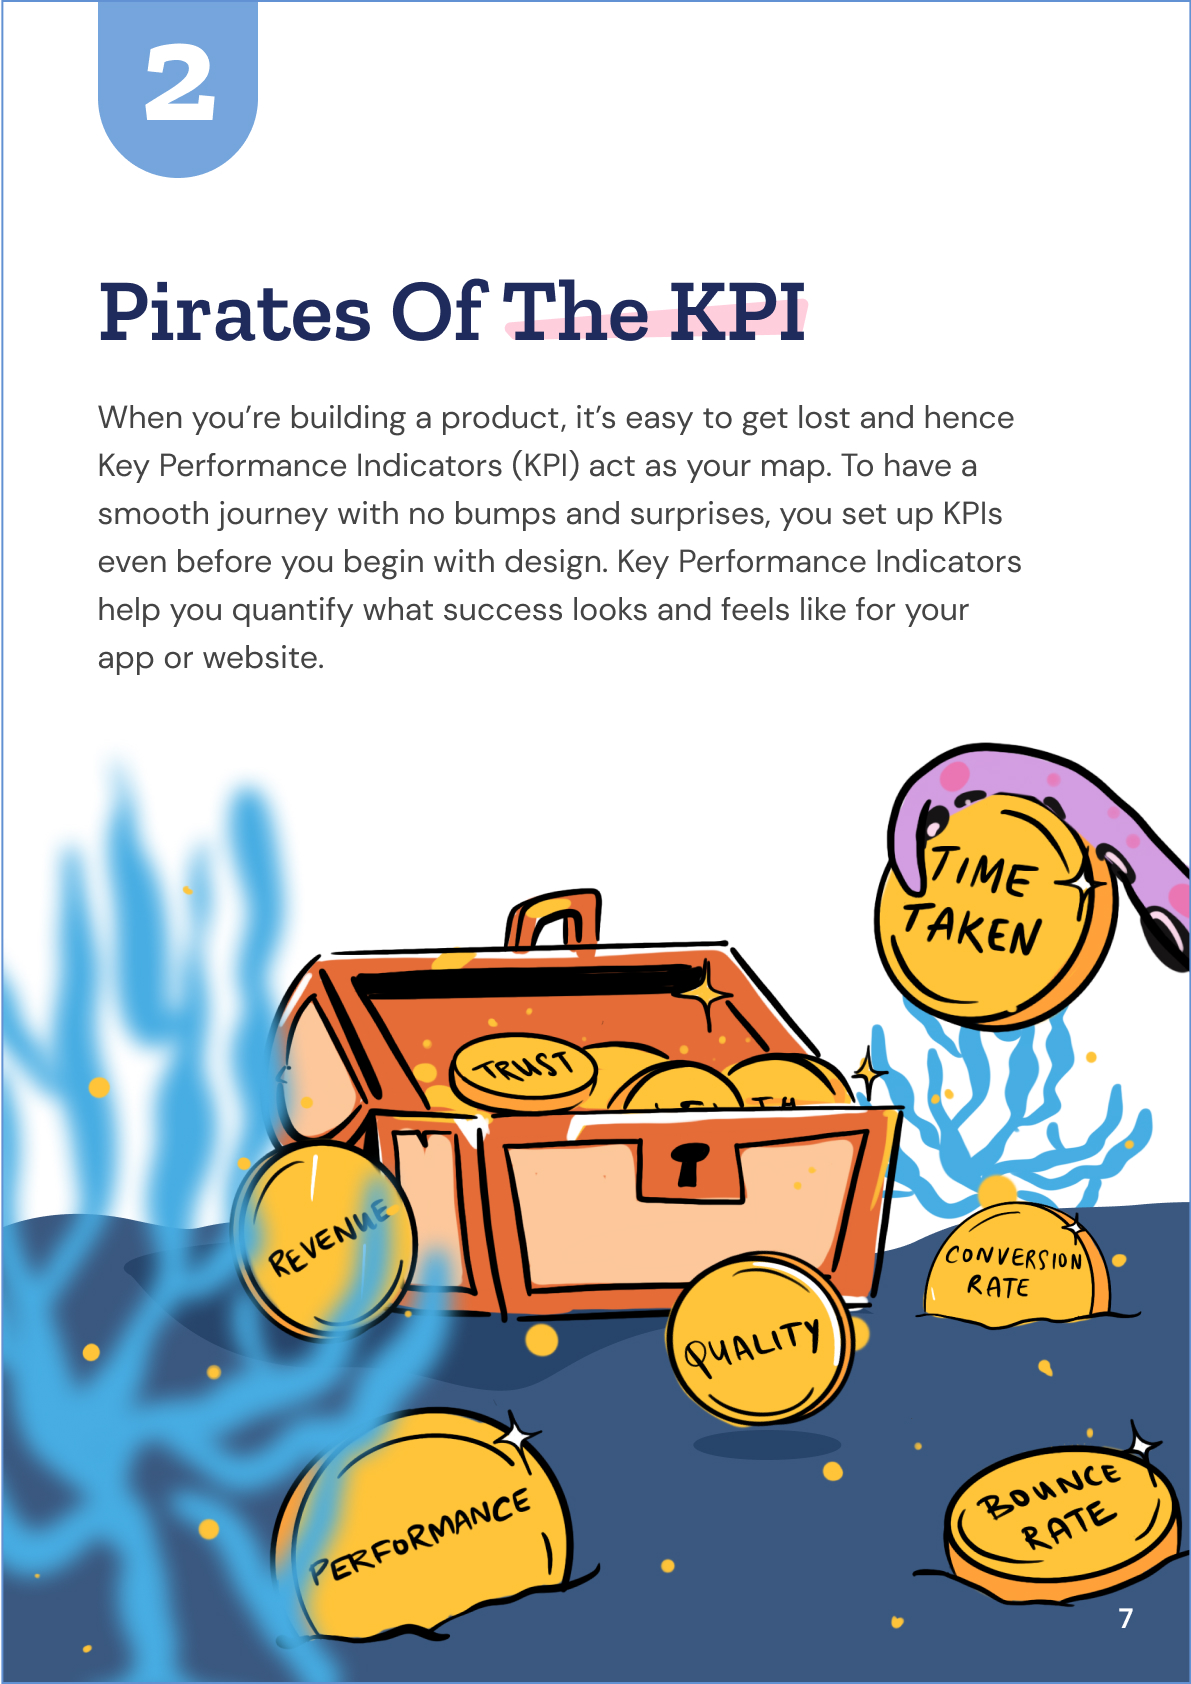 2
Pirates Of The KPI
When you’re building a product, it’s easy to get lost and hence
Key Performance Indicators (KPI) act as your map. To have a
smooth journey with no bumps and surprises, you set up KPIs
even before you begin with design. Key Performance Indicators
help you quantify what success looks and feels like for your
app or website.
TIME
TAKEN
TRUST
REVENUE
CONVERSION
RATE
QUALITY
PERFORMANCE
BOUNCE
RATE
7